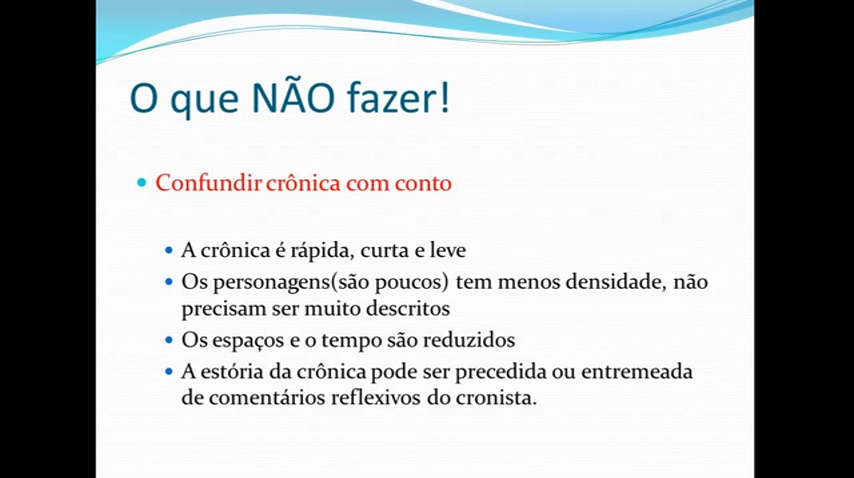 O que NÃO fazer!
Confundir crônica com conto
A crônica é rápida, curta e leve
Os personagens(são poucos) tem menos densidade, não
precisam ser muito descritos
Os espaços e o tempo são reduzidos
A estória da crônica pode ser precedida ou entremeada
de comentários reflexivos do cronista.